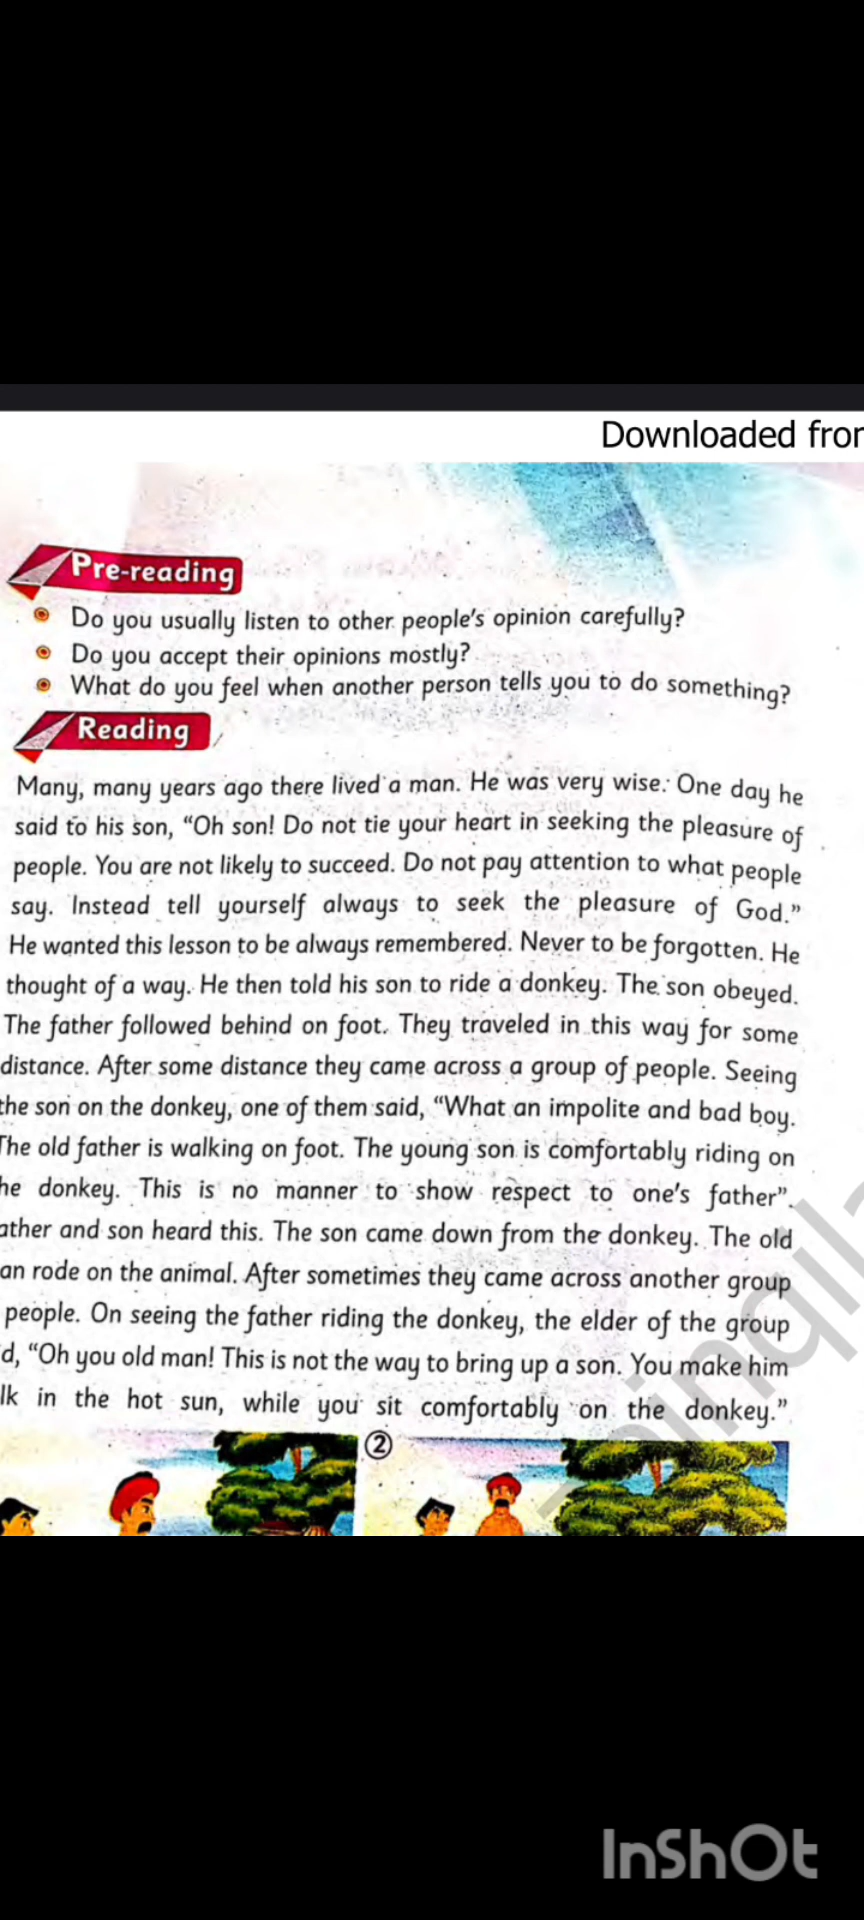 Downloaded fror
Pre-reading
Do you usually listen to other people's opinion carefully?
Do you accept their opinions mostly?
What do you feel when another person tells you to do something?
Reading
Many, many years ago there lived a man. He was very wise. One day he
said to his son, “Oh son! Do not tie your heart in seeking the pleasure of
people. You are not likely to succeed. Do not pay attention to what people
say. Instead tell yourself always to seek the pleasure of God.”
He wanted this lesson to be always remembered. Never to be forgotten. He
thought of a way. He then told his son to ride a donkey. The son obeyed.
The father followed behind on foot. They traveled in this way for some
distance. After some distance they came across a group of people. Seeing
the son on the donkey, one of them said, “What an impolite and bad boy.
The old father is walking on foot. The young son is comfortably riding on
he donkey. This is no manner to show respect to one's father”.
ather and son heard this. The son came down from the donkey. The old
an rode on the animal. After sometimes they came across another group
people. On seeing the father riding the donkey, the elder of the group
d, “Oh you old man! This is not the way to bring up a son. You make him
lk in the hot sun, while you sit comfortably on the donkey.”
2
InShOt